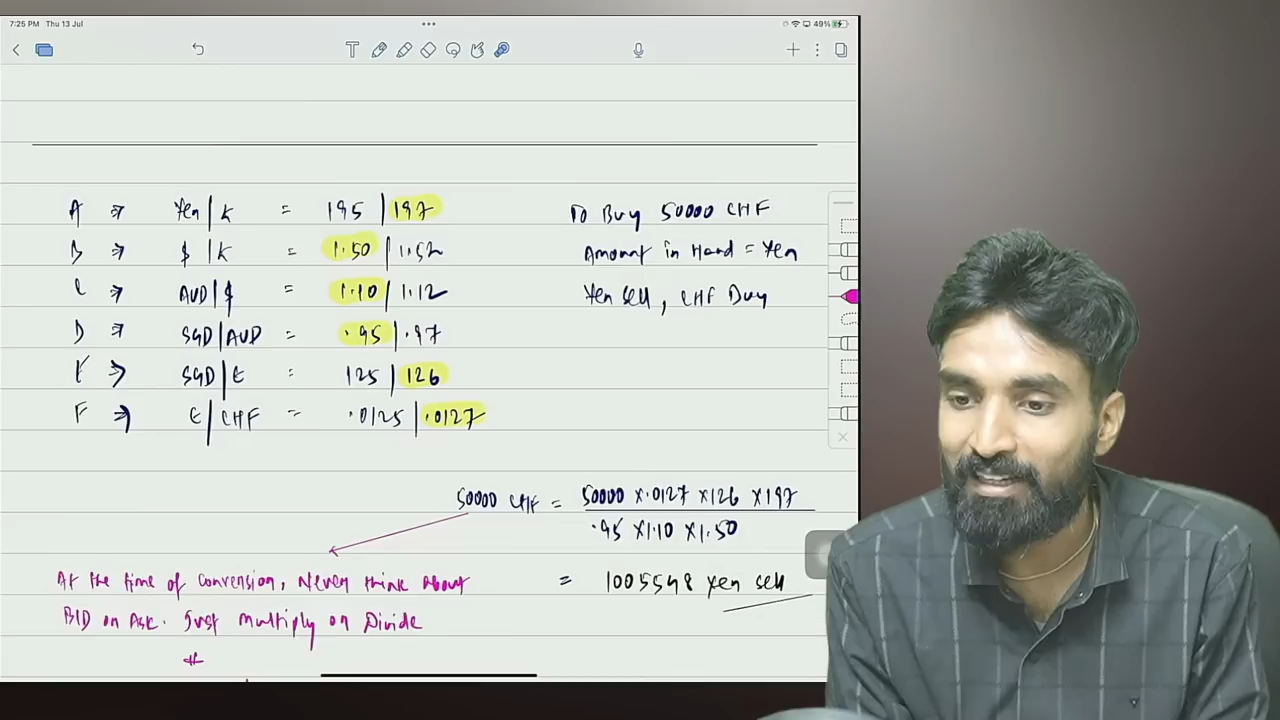 7:25 PM Thu 13 Jul
49%
T
A ⇒ Yen | £ = 195 | 197
B ⇒ $ | £ = 1.50 | 1.52
C ⇒ AUD | $ = 1.10 | 1.12
D ⇒ SGD | AUD = .95 | .97
E ⇒ SGD | € = 125 | 126
F ⇒ € | CHF = .0125 | .0127
To Buy 50000 CHF
Amount in Hand = Yen
Yen Sell, CHF Buy
50000 CHF = 50000 × .0127 × 126 × 197
.95 × 1.10 × 1.50
= 1005548 Yen sell
At the time of conversion, Never think About
BID or Ask. Just multiply or Divide